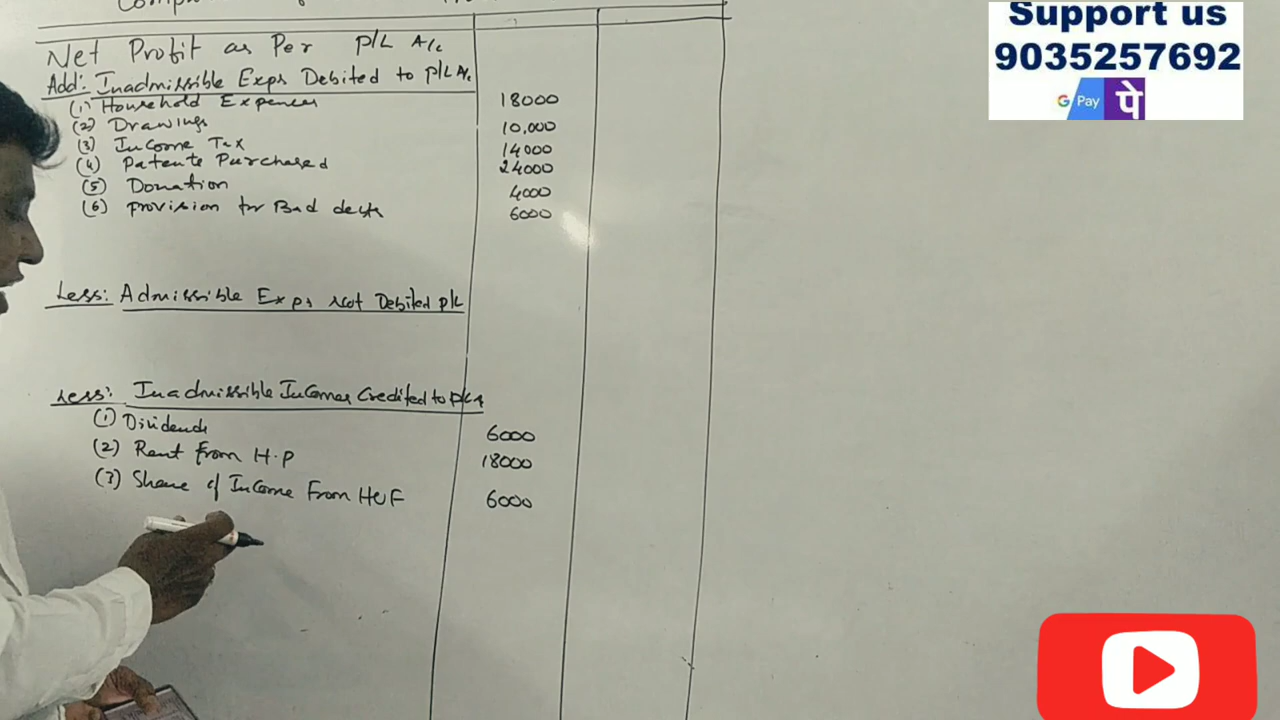 Net Profit as Per P/L A/c
Add: Inadmissible Exps Debited to P/L A/c
(1) Household Expenses 18000
(2) Drawings 10,000
(3) Income Tax 14000
(4) Patents Purchased 24000
(5) Donation 4000
(6) Provision for Bad debts 6000
Less: Admissible Exps not Debited P/L
Less: Inadmissible Incomes Credited to P/L
(1) Dividends 6000
(2) Rent From H.P 18000
(3) Share of Income From HUF 6000
Support us
9035257692
G Pay पे